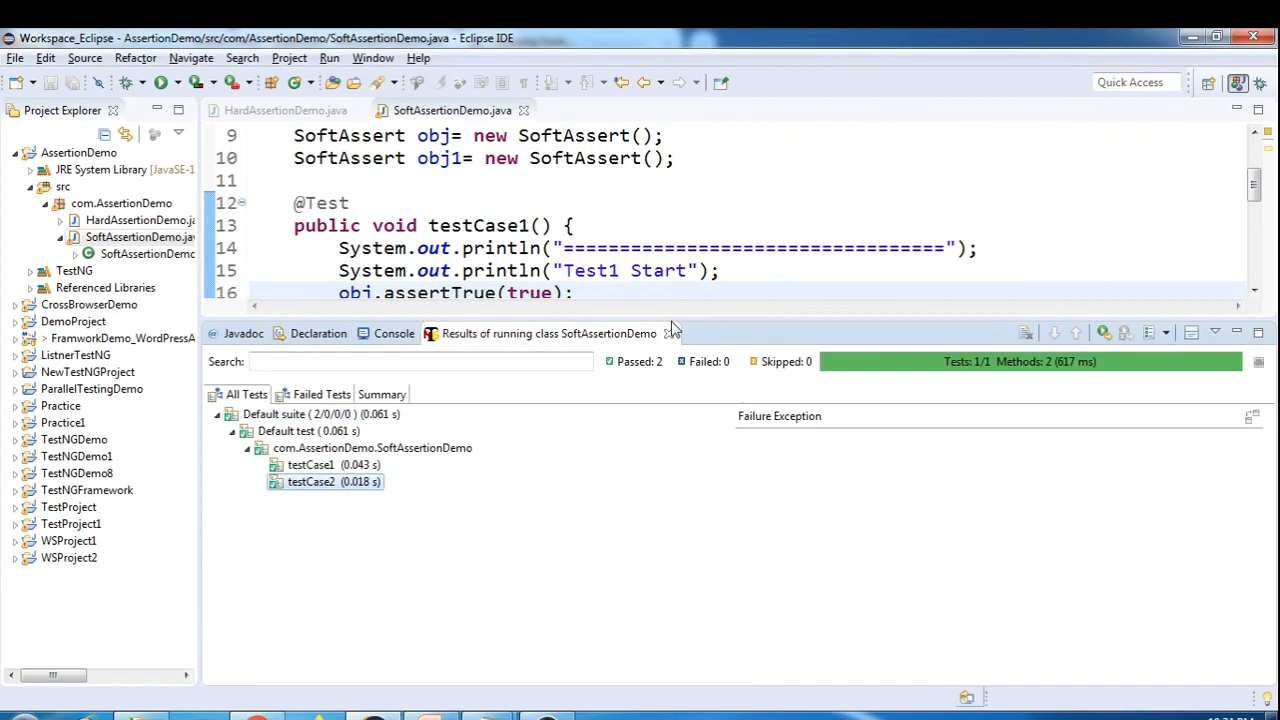 Workspace_Eclipse - AssertionDemo/src/com/AssertionDemo/SoftAssertionDemo.java - Eclipse IDE
File Edit Source Refactor Navigate Search Project Run Window Help
Quick Access
Project Explorer
HardAssertionDemo.java
SoftAssertionDemo.java
AssertionDemo
JRE System Library [JavaSE-1
src
com.AssertionDemo
HardAssertionDemo.ja
SoftAssertionDemo.jav
SoftAssertionDemo
TestNG
Referenced Libraries
CrossBrowserDemo
DemoProject
> FramworkDemo_WordPressA
ListnerTestNG
NewTestNGProject
ParallelTestingDemo
Practice
Practice1
TestNGDemo
TestNGDemo1
TestNGDemo8
TestNGFramework
TestProject
TestProject1
WSProject1
WSProject2
9 SoftAssert obj= new SoftAssert();
10 SoftAssert obj1= new SoftAssert();
11
12 @Test
13 public void testCase1() {
14 System.out.println("==================================");
15 System.out.println("Test1 Start");
16 obj.assertTrue(true);
@ Javadoc Declaration Console Results of running class SoftAssertionDemo
Search: Passed: 2 Failed: 0 Skipped: 0 Tests: 1/1 Methods: 2 (617 ms)
All Tests Failed Tests Summary
Default suite ( 2/0/0/0 ) (0.061 s)
Default test ( 0.061 s)
com.AssertionDemo.SoftAssertionDemo
testCase1 (0.043 s)
testCase2 (0.018 s)
Failure Exception